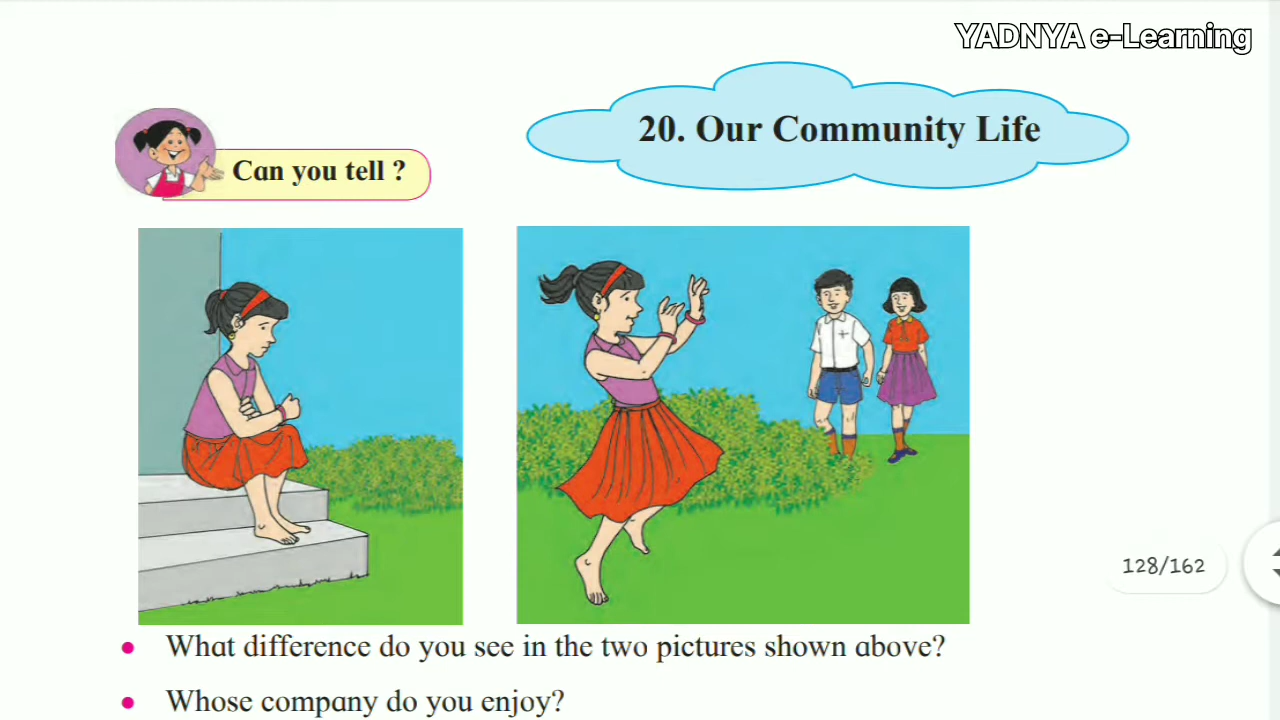 YADNYA e-Learning
20. Our Community Life
Can you tell ?
128/162
• What difference do you see in the two pictures shown above?
• Whose company do you enjoy?